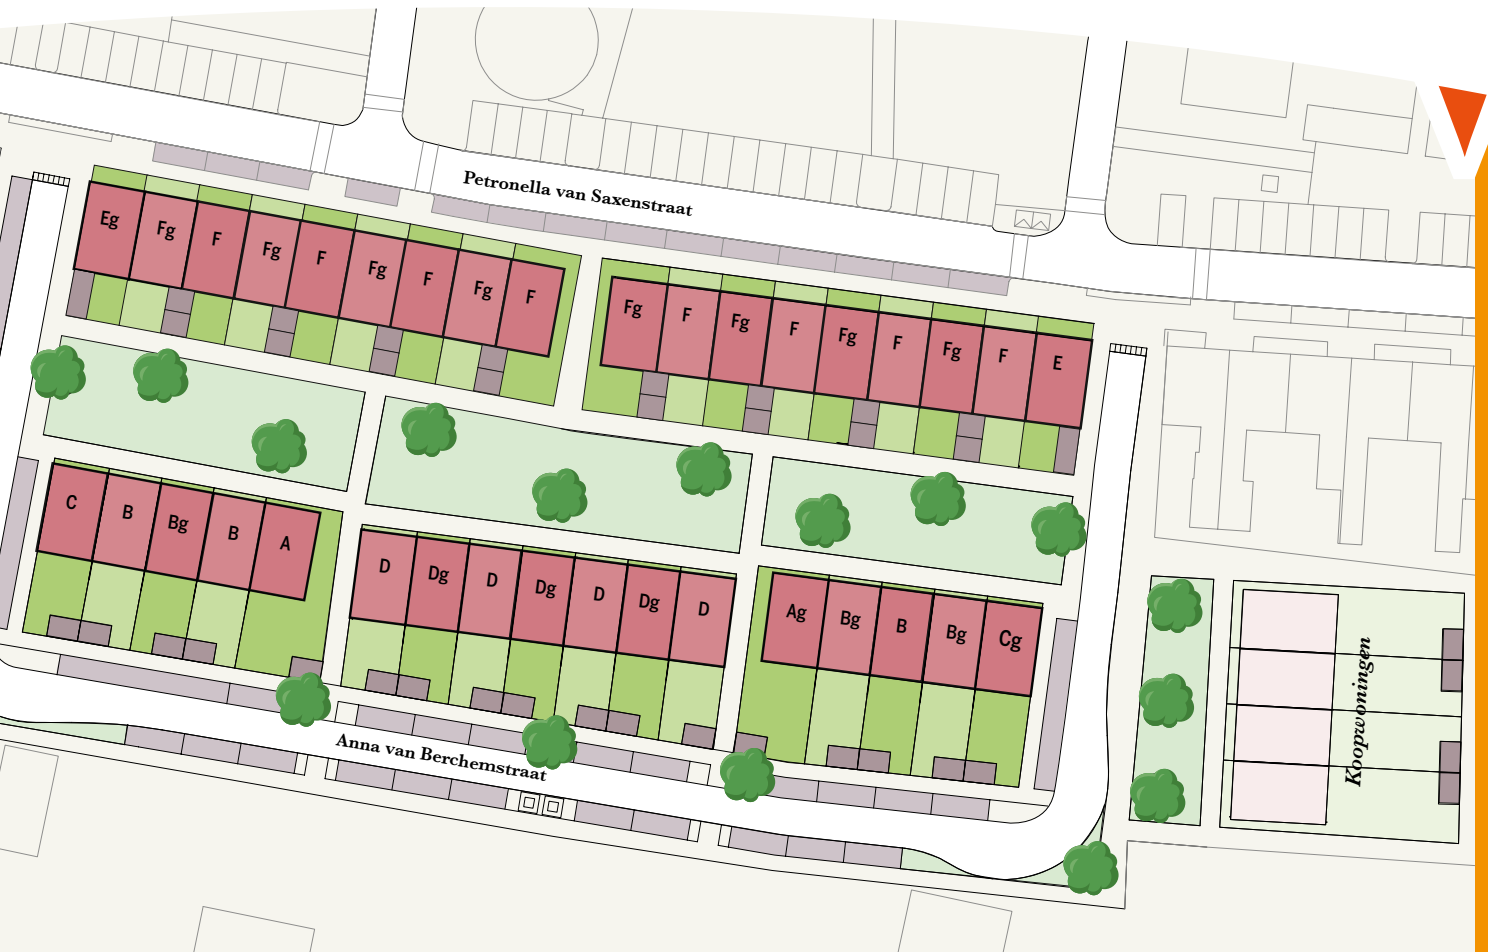 Petronella van Saxenstraat
Eg Fg F Fg F Fg F Fg F
Fg F Fg F Fg F Fg F E
C B Bg B A
D Dg D Dg D Dg D
Ag Bg B Bg Cg
Koopwoningen
Anna van Berchemstraat